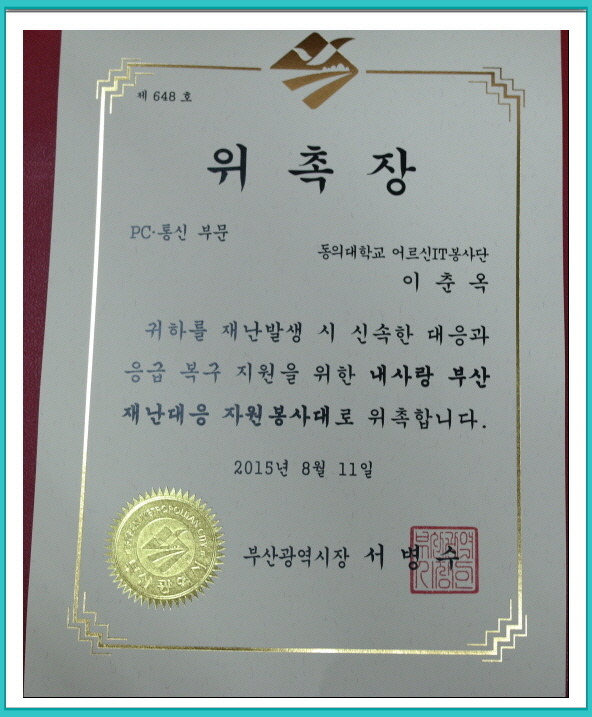 제 648 호
위 촉 장
PC·통신 부문
동의대학교 어르신IT봉사단
이 춘 옥
귀하를 재난발생 시 신속한 대응과
응급 복구 지원을 위한 내사랑 부산
재난대응 자원봉사대로 위촉합니다.
2015년 8월 11일
부산광역시장 서 병 수